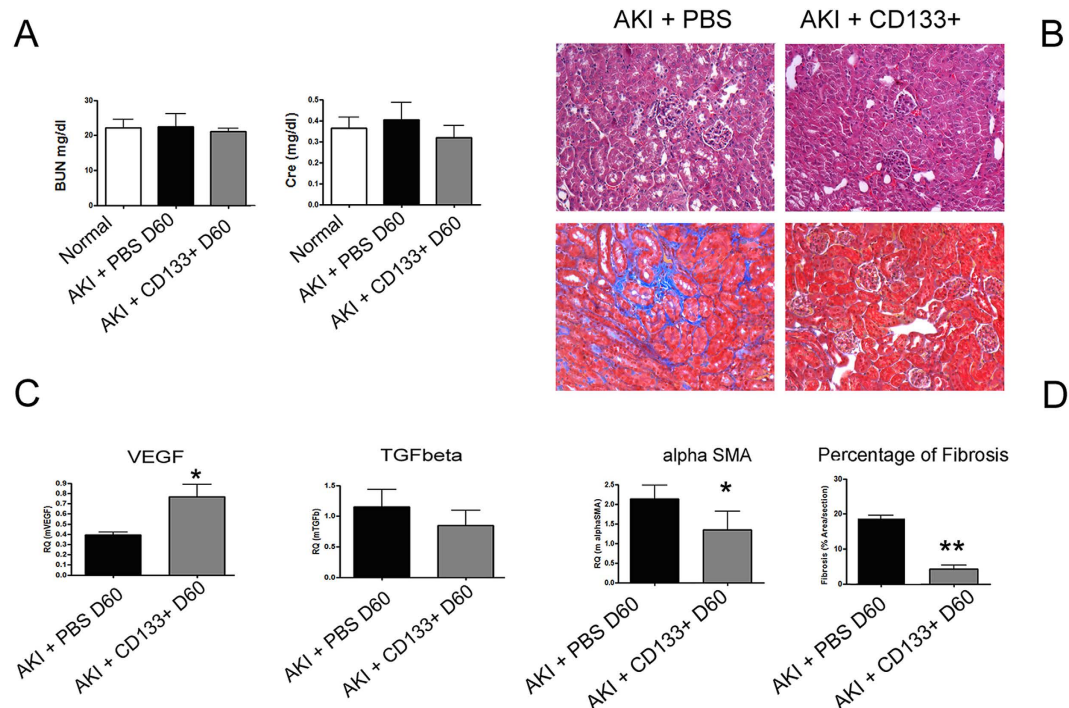 A
AKI + PBS
AKI + CD133+
B
30
20
10
0
BUN mg/dl
Normal
AKI + PBS D60
AKI + CD133+ D60
0.5
0.4
0.3
0.2
0.1
0.0
Cre (mg/dl)
Normal
AKI + PBS D60
AKI + CD133+ D60
C
D
VEGF
*
0.9
0.8
0.7
0.6
0.5
0.4
0.3
0.2
0.1
0.0
RQ (mVEGF)
AKI + PBS D60
AKI + CD133+ D60
TGFbeta
1.5
1.0
0.5
0.0
RQ (mTGFb)
AKI + PBS D60
AKI + CD133+ D60
alpha SMA
*
2.5
2.0
1.5
1.0
0.5
0.0
RQ (m alphaSMA)
AKI + PBS D60
AKI + CD133+ D60
Percentage of Fibrosis
**
30
20
10
0
Fibrosis (% Area/section)
AKI + PBS D60
AKI + CD133+ D60